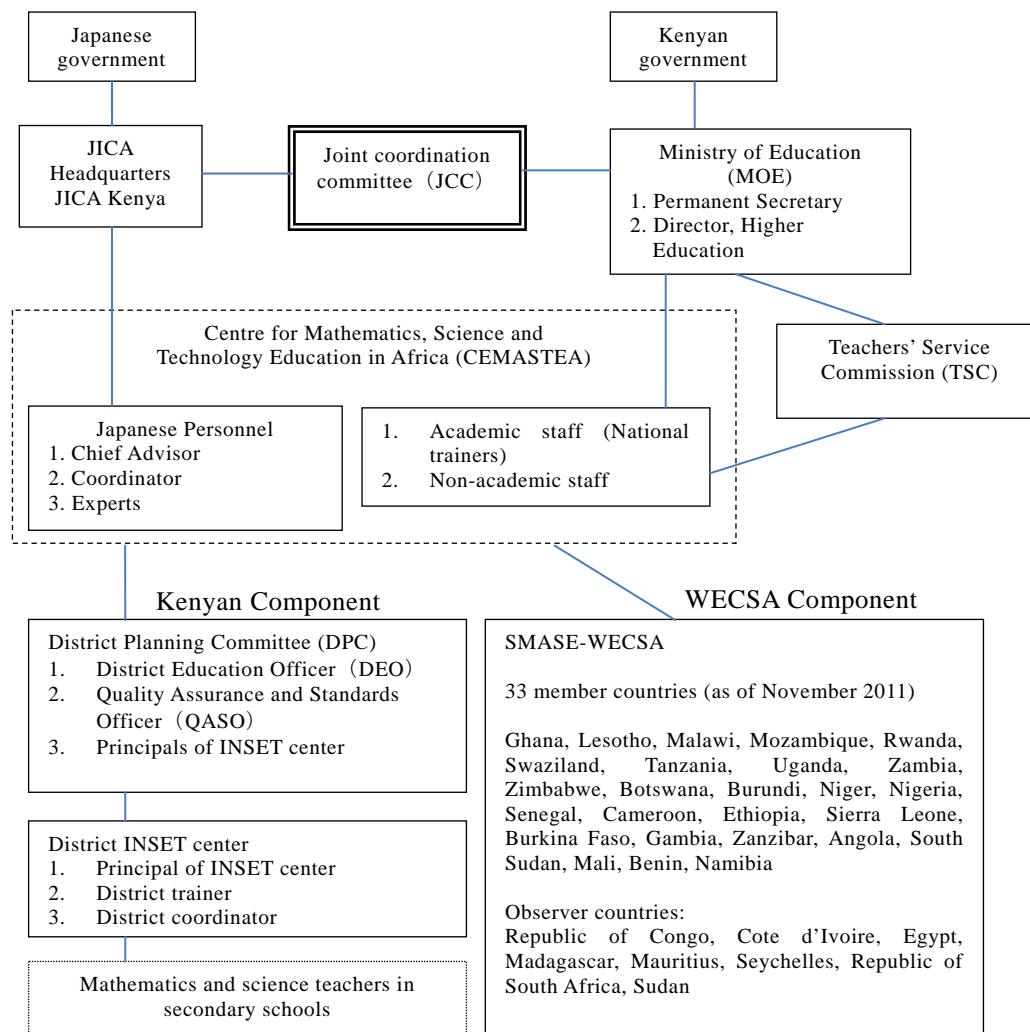 Japanese
government
Kenyan
government
JICA
Headquarters
JICA Kenya
Joint coordination
committee（JCC）
Ministry of Education
(MOE)
1. Permanent Secretary
2. Director, Higher
Education
Centre for Mathematics, Science and
Technology Education in Africa (CEMASTEA)
Teachers’ Service
Commission (TSC)
Japanese Personnel
1. Chief Advisor
2. Coordinator
3. Experts
1. Academic staff (National
trainers)
2. Non-academic staff
Kenyan Component
WECSA Component
District Planning Committee (DPC)
1. District Education Officer（DEO）
2. Quality Assurance and Standards
Officer（QASO）
3. Principals of INSET center
District INSET center
1. Principal of INSET center
2. District trainer
3. District coordinator
Mathematics and science teachers in
secondary schools
SMASE-WECSA
33 member countries (as of November 2011)
Ghana, Lesotho, Malawi, Mozambique, Rwanda,
Swaziland, Tanzania, Uganda, Zambia,
Zimbabwe, Botswana, Burundi, Niger, Nigeria,
Senegal, Cameroon, Ethiopia, Sierra Leone,
Burkina Faso, Gambia, Zanzibar, Angola, South
Sudan, Mali, Benin, Namibia
Observer countries:
Republic of Congo, Cote d’Ivoire, Egypt,
Madagascar, Mauritius, Seychelles, Republic of
South Africa, Sudan